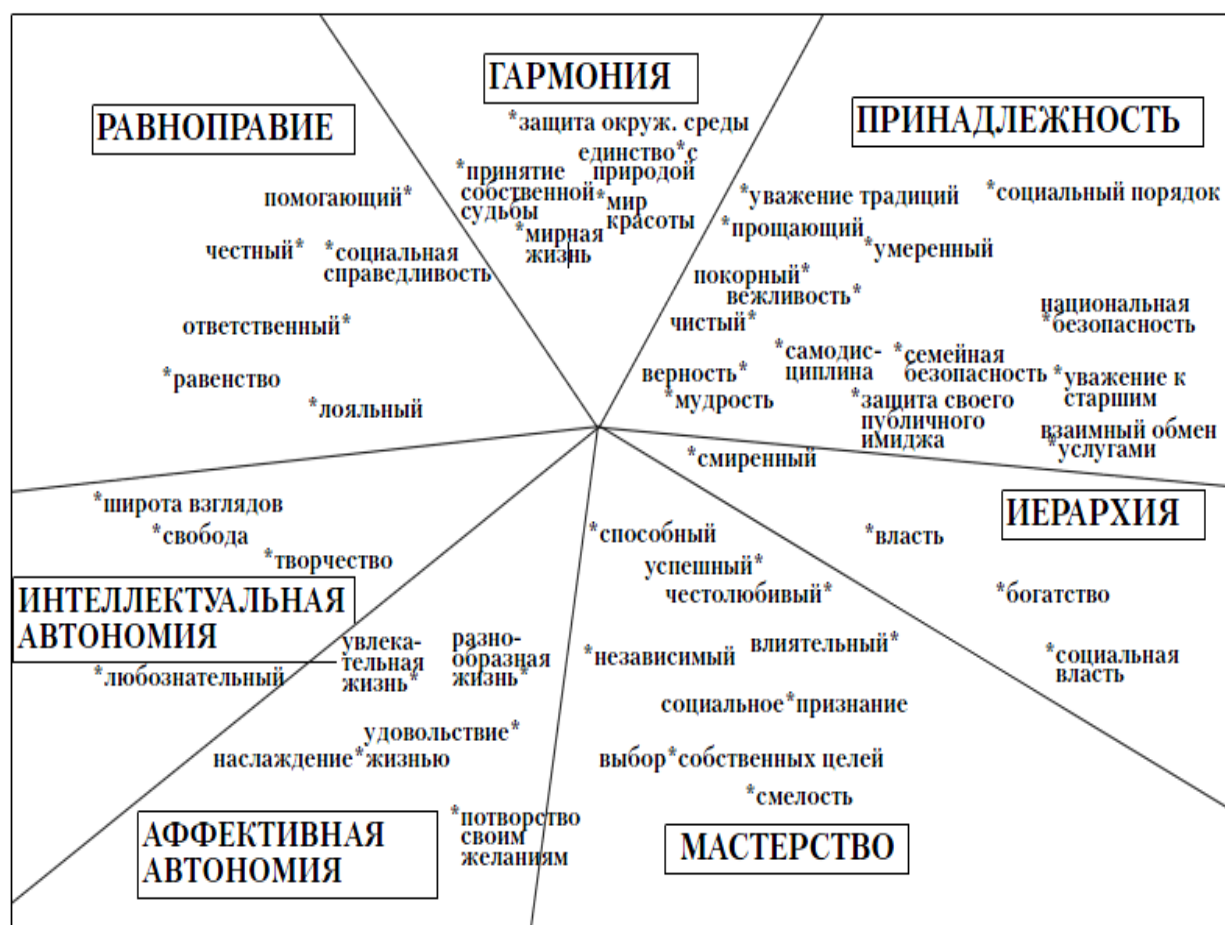 РАВНОПРАВИЕ
помогающий*
честный*
*социальная
справедливость
ответственный*
*равенство
*лояльный
ГАРМОНИЯ
*защита окруж. среды
единство*с
природой
*принятие
собственной
судьбы
*мир
красоты
*мирная
жизнь
ПРИНАДЛЕЖНОСТЬ
*уважение традиций
*социальный порядок
*прощающий
*умеренный
покорный*
вежливость*
чистый*
национальная
*безопасность
*самодис-
циплина
*семейная
безопасность
верность*
*мудрость
*уважение к
старшим
*защита своего
публичного
имиджа
взаимный обмен
*услугами
*смиренный
ИЕРАРХИЯ
*власть
*богатство
*социальная
власть
*способный
успешный*
честолюбивый*
*независимый
влиятельный*
социальное*признание
выбор*собственных целей
*смелость
МАСТЕРСТВО
*широта взглядов
*свобода
*творчество
ИНТЕЛЛЕКТУАЛЬНАЯ
АВТОНОМИЯ
*любознательный
увлека-
тельная
жизнь*
разно-
образная
жизнь*
удовольствие*
наслаждение*жизнью
*потворство
своим
желаниям
АФФЕКТИВНАЯ
АВТОНОМИЯ